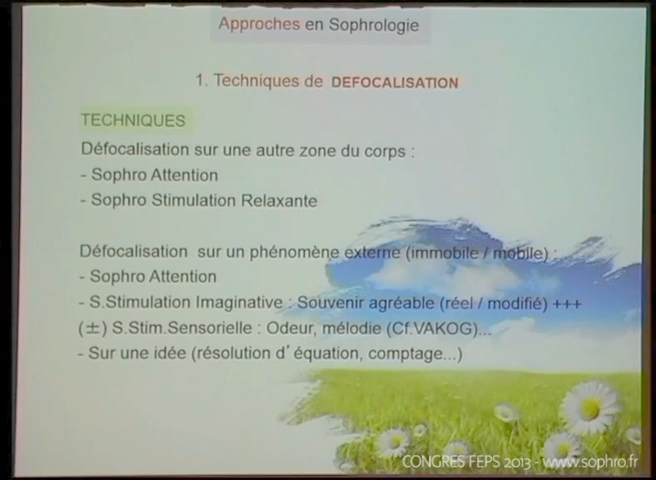 Approches en Sophrologie
1. Techniques de DEFOCALISATION
TECHNIQUES
Défocalisation sur une autre zone du corps :
- Sophro Attention
- Sophro Stimulation Relaxante
Défocalisation sur un phénomène externe (immobile / mobile) :
- Sophro Attention
- S.Stimulation Imaginative : Souvenir agréable (réel / modifié) +++
(±) S.Stim.Sensorielle : Odeur, mélodie (Cf.VAKOG)...
- Sur une idée (résolution d' équation, comptage...)
CONGRES FEPS 2013 - www.sophro.fr